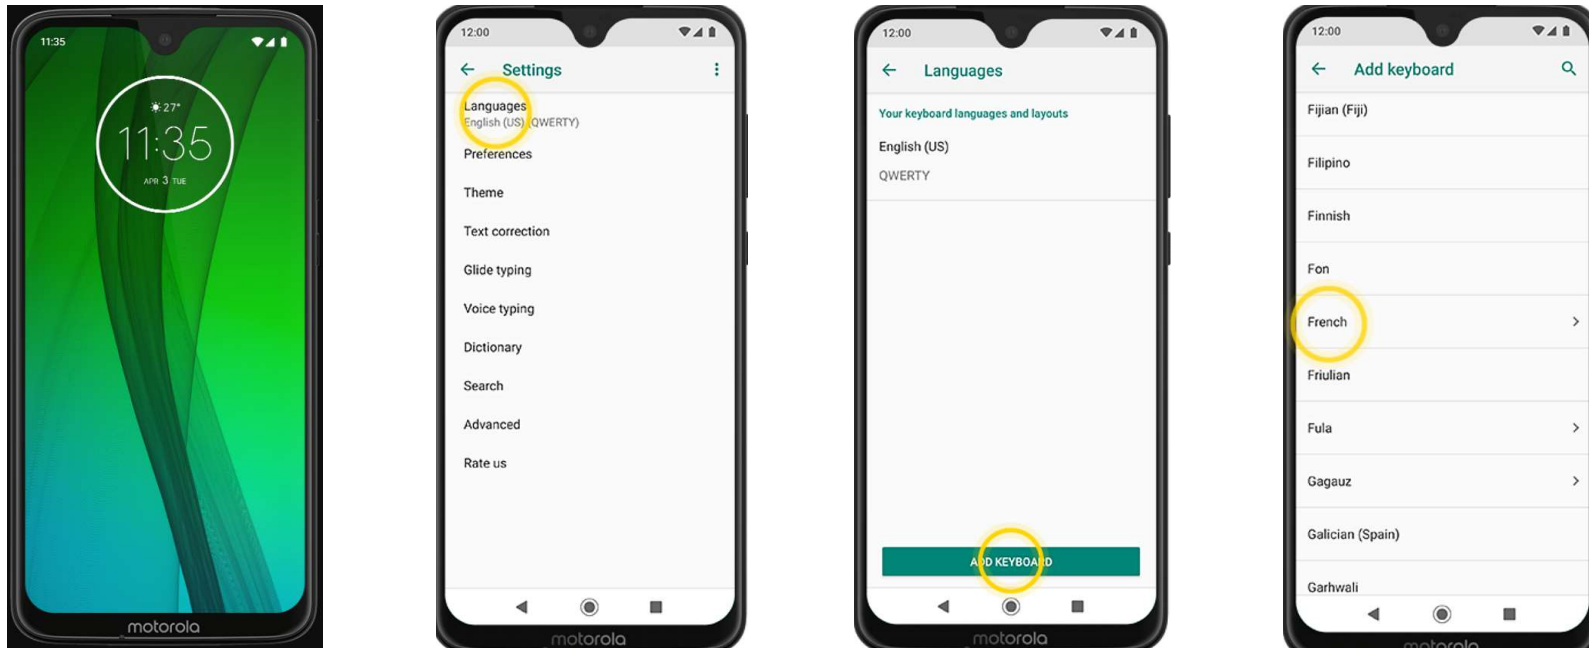 11:35
27°
11:35
APR 3 TUE
motorola
12:00
Settings
Languages
English (US) (QWERTY)
Preferences
Theme
Text correction
Glide typing
Voice typing
Dictionary
Search
Advanced
Rate us
motorola
12:00
Languages
Your keyboard languages and layouts
English (US)
QWERTY
ADD KEYBOARD
motorola
12:00
Add keyboard
Fijian (Fiji)
Filipino
Finnish
Fon
French
Friulian
Fula
Gagauz
Galician (Spain)
Garhwali
motorola